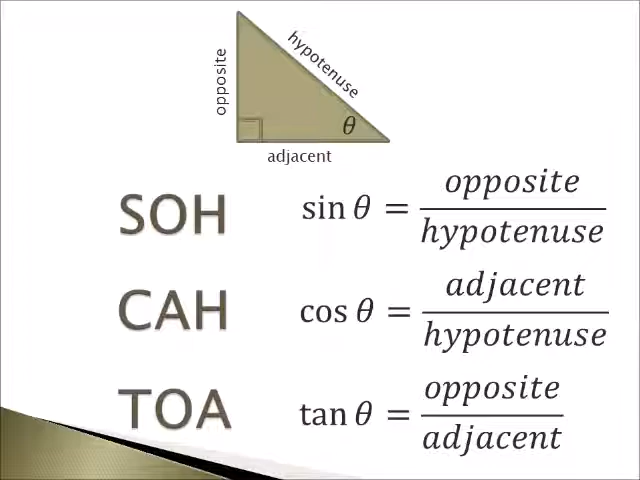 opposite
hypotenuse
θ
adjacent
SOH sin θ = opposite / hypotenuse
CAH cos θ = adjacent / hypotenuse
TOA tan θ = opposite / adjacent